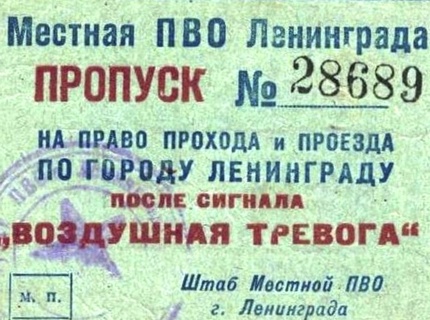 Местная ПВО Ленинграда
ПРОПУСК № 28689
НА ПРАВО ПРОХОДА и ПРОЕЗДА
ПО ГОРОДУ ЛЕНИНГРАДУ
ПОСЛЕ СИГНАЛА
„ВОЗДУШНАЯ ТРЕВОГА“
Штаб Местной ПВО
М. П.
г. Ленинграда